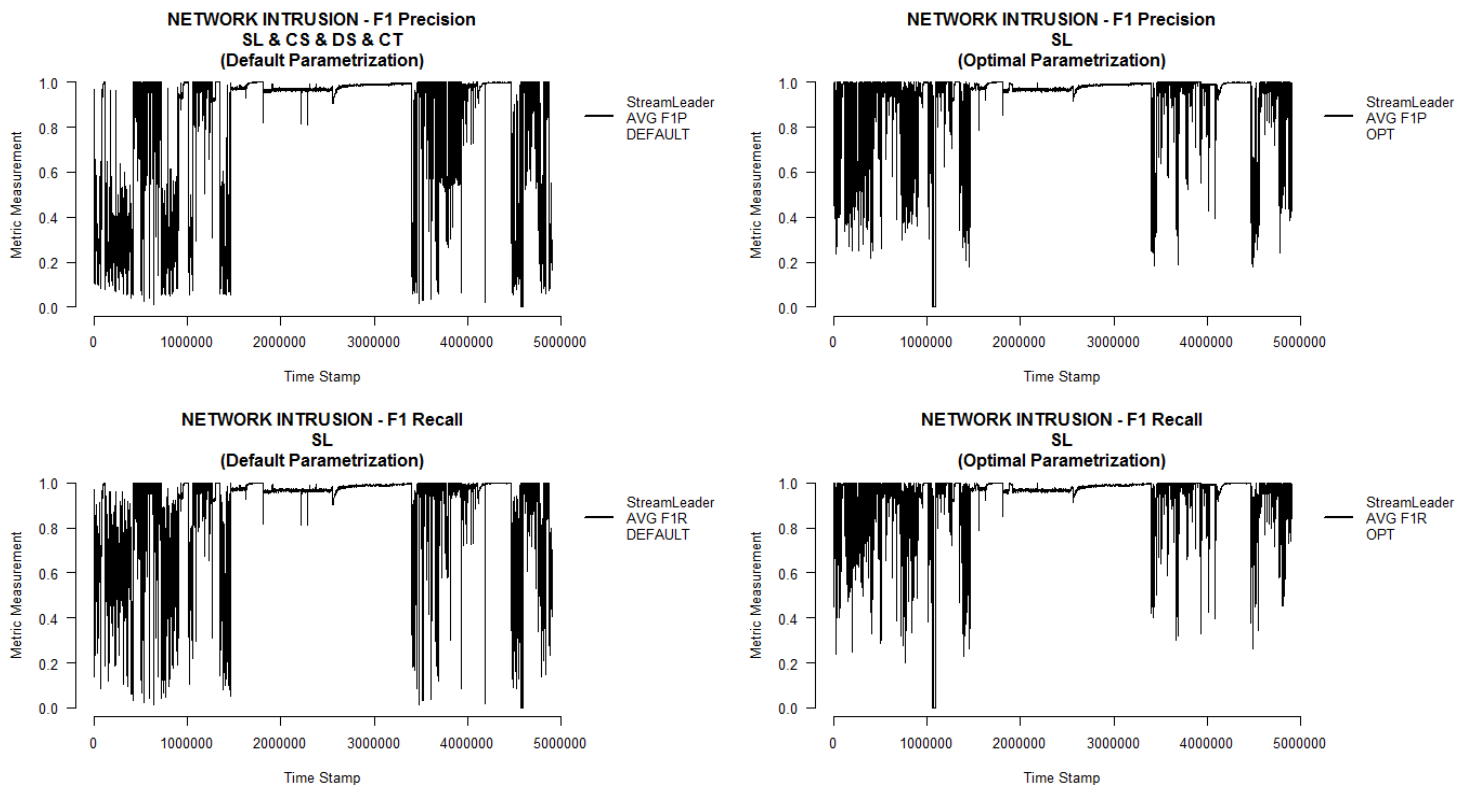 NETWORK INTRUSION - F1 Precision
SL & CS & DS & CT
(Default Parametrization)
Metric Measurement
1.0
0.8
0.6
0.4
0.2
0.0
0 1000000 2000000 3000000 4000000 5000000
Time Stamp
StreamLeader
AVG F1P
DEFAULT
NETWORK INTRUSION - F1 Precision
SL
(Optimal Parametrization)
Metric Measurement
1.0
0.8
0.6
0.4
0.2
0.0
0 1000000 2000000 3000000 4000000 5000000
Time Stamp
StreamLeader
AVG F1P
OPT
NETWORK INTRUSION - F1 Recall
SL
(Default Parametrization)
Metric Measurement
1.0
0.8
0.6
0.4
0.2
0.0
0 1000000 2000000 3000000 4000000 5000000
Time Stamp
StreamLeader
AVG F1R
DEFAULT
NETWORK INTRUSION - F1 Recall
SL
(Optimal Parametrization)
Metric Measurement
1.0
0.8
0.6
0.4
0.2
0.0
0 1000000 2000000 3000000 4000000 5000000
Time Stamp
StreamLeader
AVG F1R
OPT